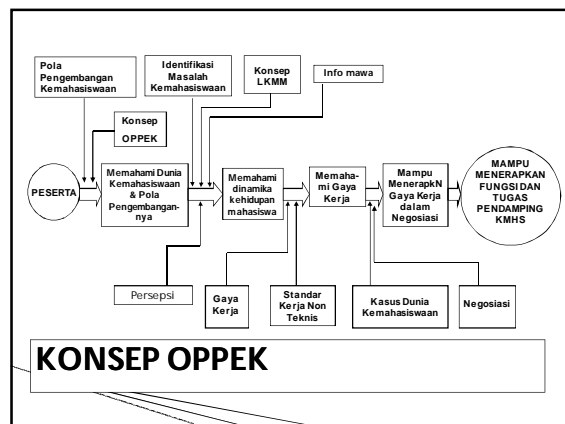 Pola
Pengembangan
Kemahasiswaan
Identifikasi
Masalah
Kemahasiswaan
Konsep
LKMM
Info mawa
Konsep
OPPEK
PESERTA
Memahami Dunia
Kemahasiswaan
& Pola
Pengembangan-
nya
Memahami
dinamika
kehidupan
mahasiswa
Memaha-
mi Gaya
Kerja
Mampu
MenerapkN
Gaya Kerja
dalam
Negosiasi
MAMPU
MENERAPKAN
FUNGSI DAN
TUGAS
PENDAMPING
KMHS
Persepsi
Gaya
Kerja
Standar
Kerja Non
Teknis
Kasus Dunia
Kemahasiswaan
Negosiasi
KONSEP OPPEK